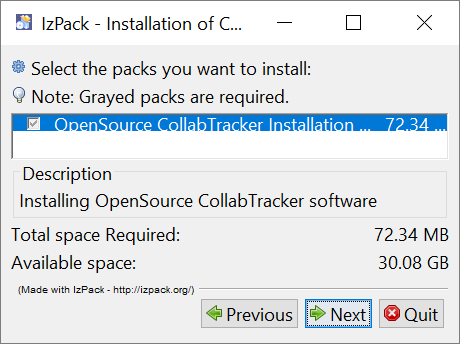 IzPack - Installation of C...
Select the packs you want to install:
Note: Grayed packs are required.
OpenSource CollabTracker Installation ... 72.34 ...
Description
Installing OpenSource CollabTracker software
Total space Required: 72.34 MB
Available space: 30.08 GB
(Made with IzPack - http://izpack.org/)
Previous Next Quit